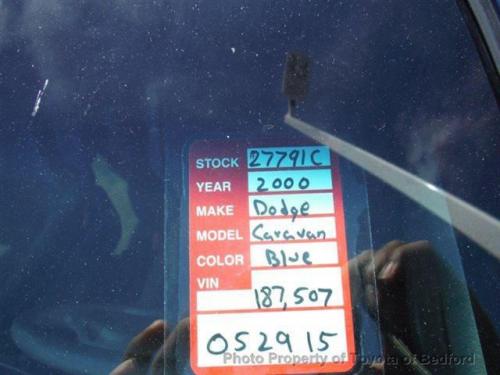 STOCK 27791C
YEAR 2000
MAKE Dodge
MODEL Caravan
COLOR Blue
VIN
187,507
052915
Photo Property of Toyota of Bedford